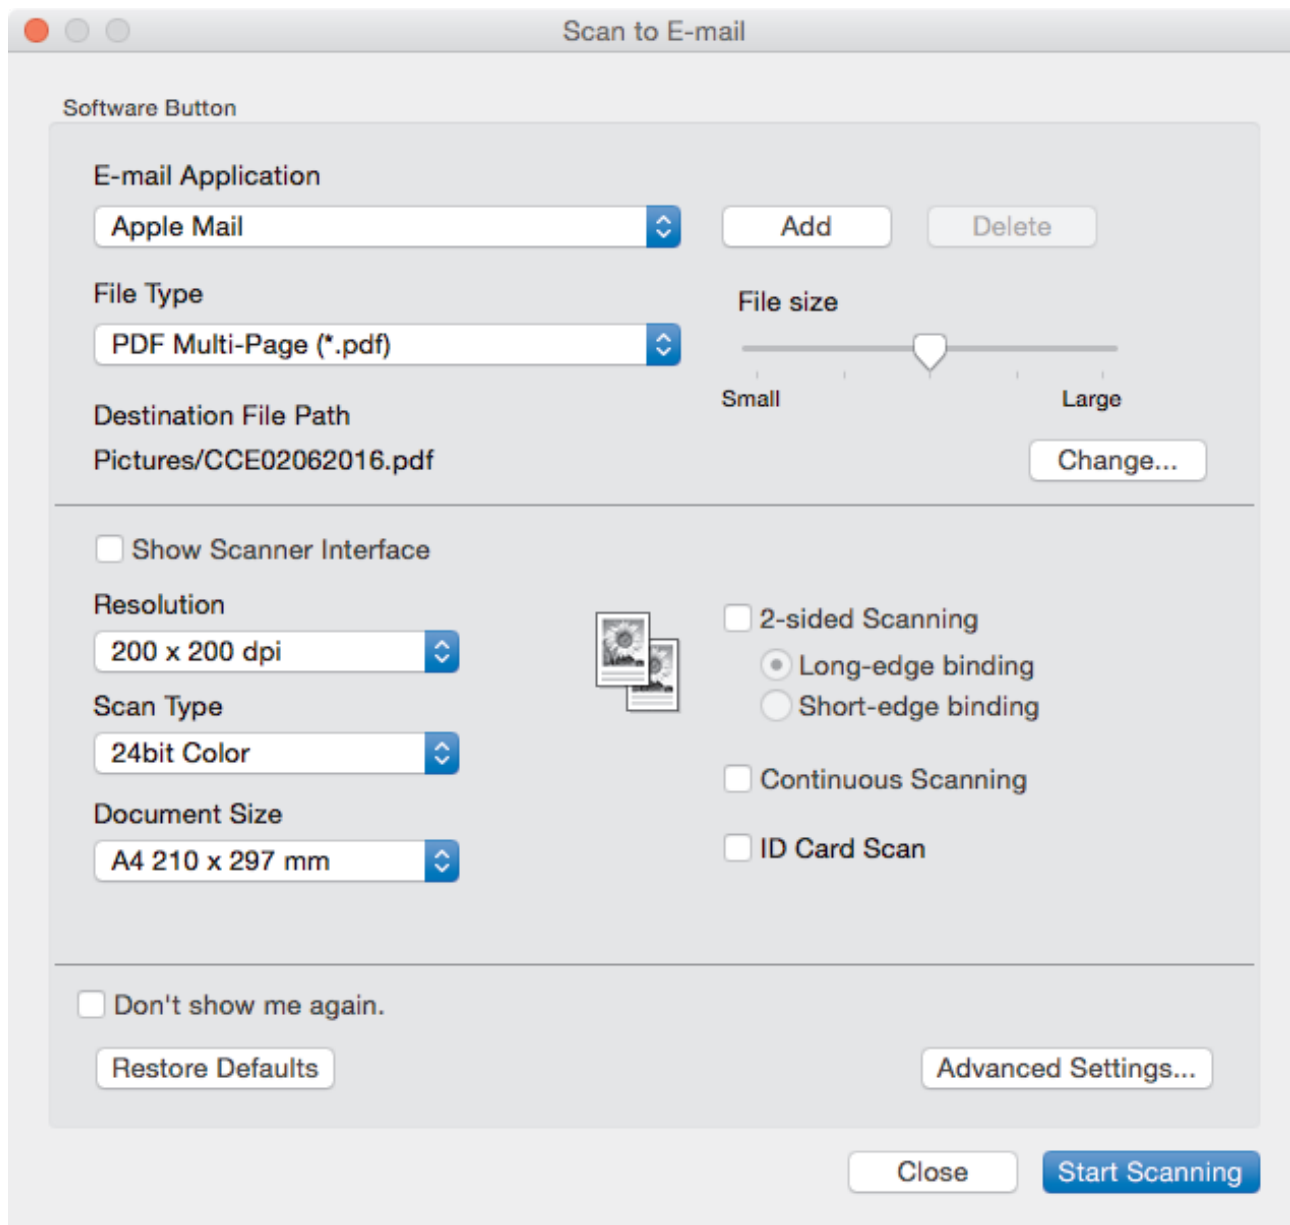 Scan to E-mail
Software Button
E-mail Application
Apple Mail
Add
Delete
File Type
File size
PDF Multi-Page (*.pdf)
Small
Large
Destination File Path
Pictures/CCE02062016.pdf
Change...
Show Scanner Interface
Resolution
200 x 200 dpi
Scan Type
24bit Color
Document Size
A4 210 x 297 mm
2-sided Scanning
Long-edge binding
Short-edge binding
Continuous Scanning
ID Card Scan
Don't show me again.
Restore Defaults
Advanced Settings...
Close
Start Scanning